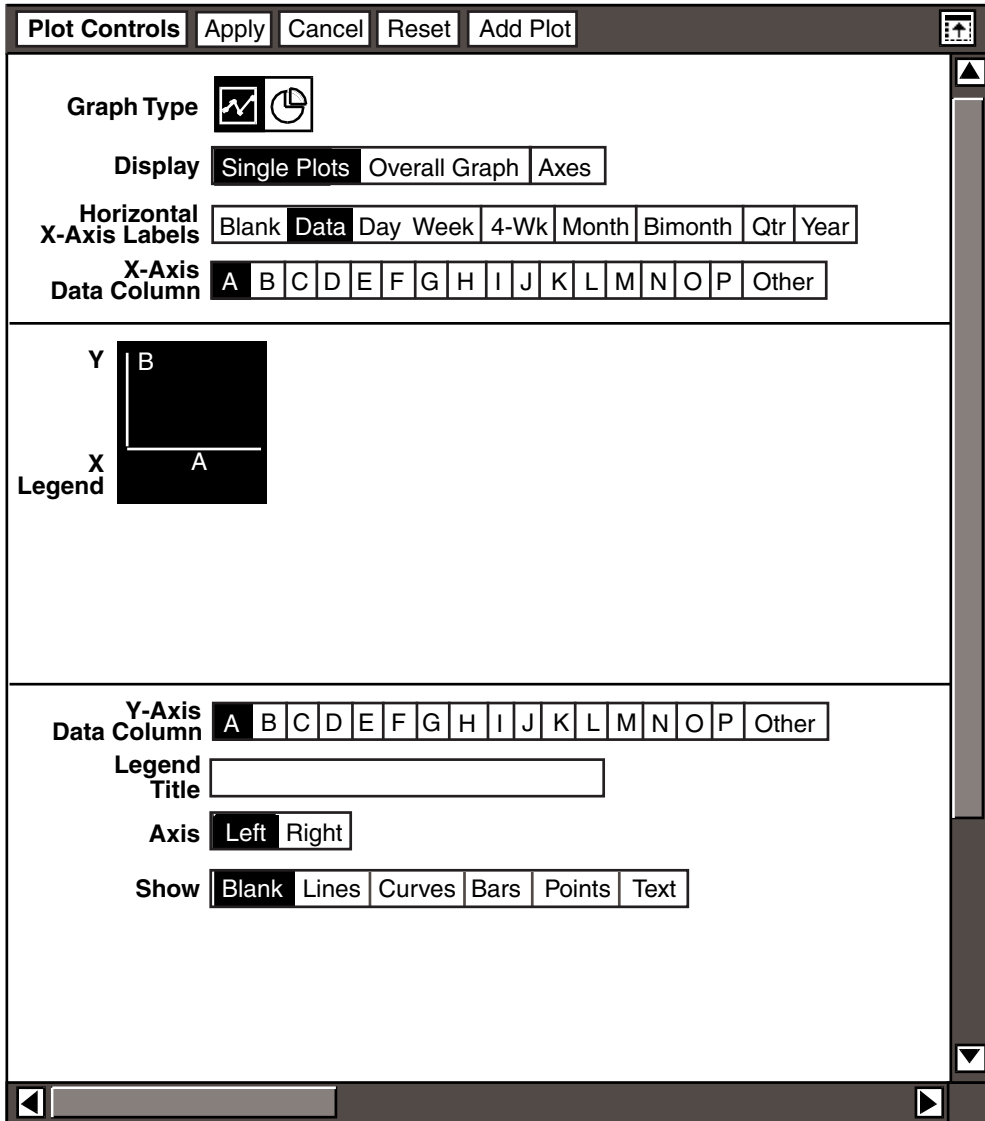 Plot Controls Apply Cancel Reset Add Plot
Graph Type
Display Single Plots Overall Graph Axes
Horizontal
X-Axis Labels Blank Data Day Week 4-Wk Month Bimonth Qtr Year
X-Axis
Data Column A B C D E F G H I J K L M N O P Other
Y B
X A
Legend
Y-Axis
Data Column A B C D E F G H I J K L M N O P Other
Legend
Title
Axis Left Right
Show Blank Lines Curves Bars Points Text